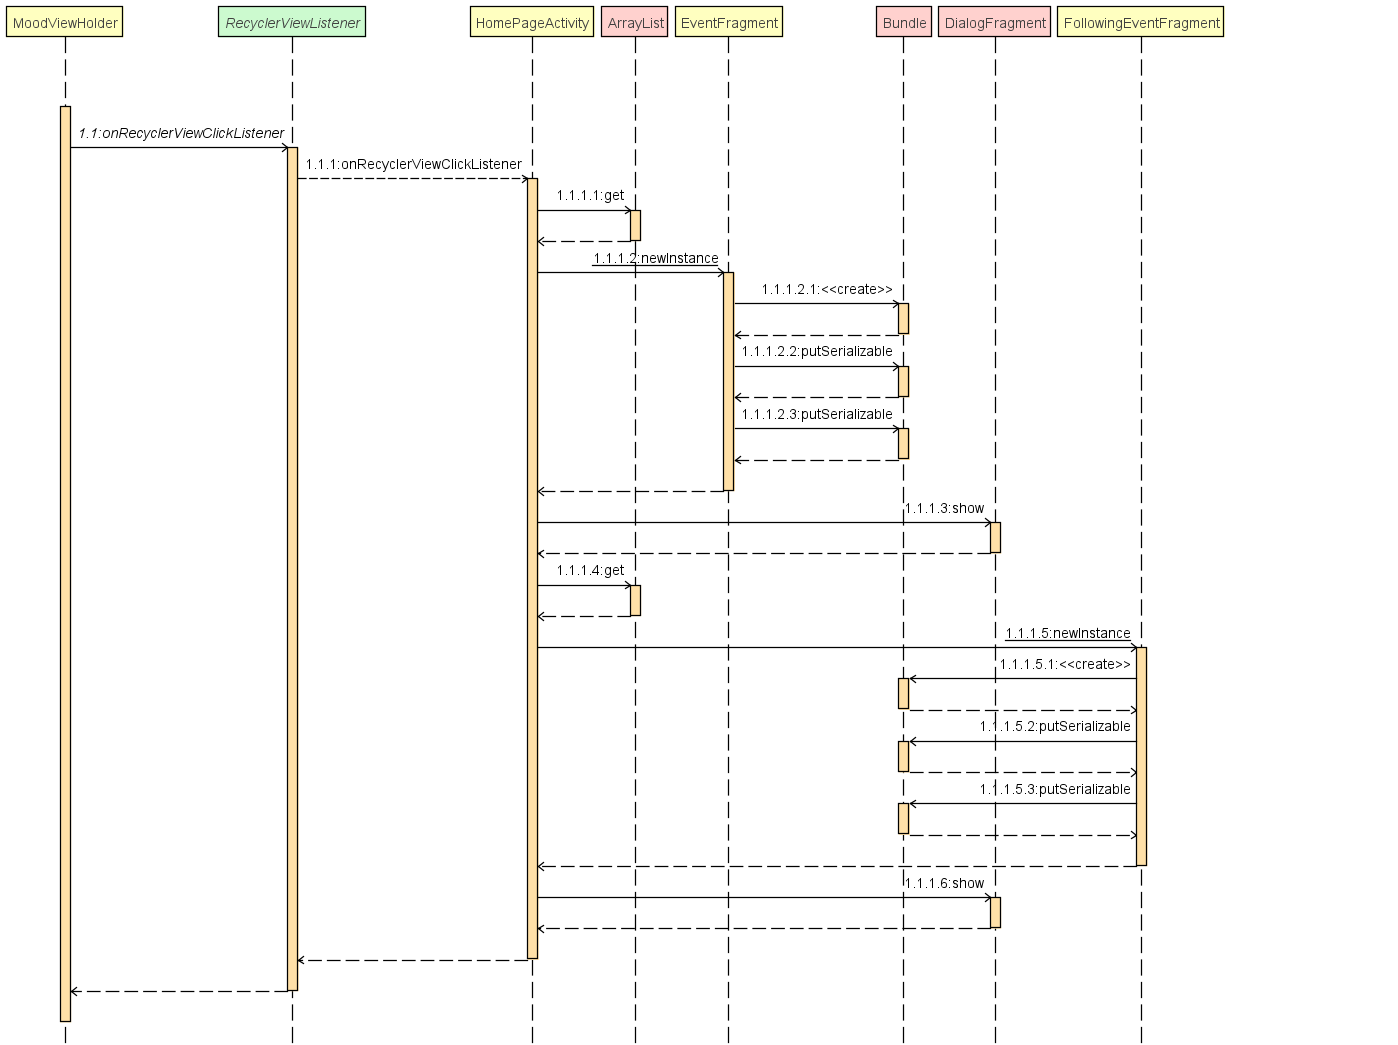 MoodViewHolder
RecyclerViewListener
HomePageActivity
ArrayList
EventFragment
Bundle
DialogFragment
FollowingEventFragment
1.1:onRecyclerViewClickListener
1.1.1:onRecyclerViewClickListener
1.1.1.1:get
1.1.1.2:newInstance
1.1.1.2.1:<<create>>
1.1.1.2.2:putSerializable
1.1.1.2.3:putSerializable
1.1.1.3:show
1.1.1.4:get
1.1.1.5:newInstance
1.1.1.5.1:<<create>>
1.1.1.5.2:putSerializable
1.1.1.5.3:putSerializable
1.1.1.6:show